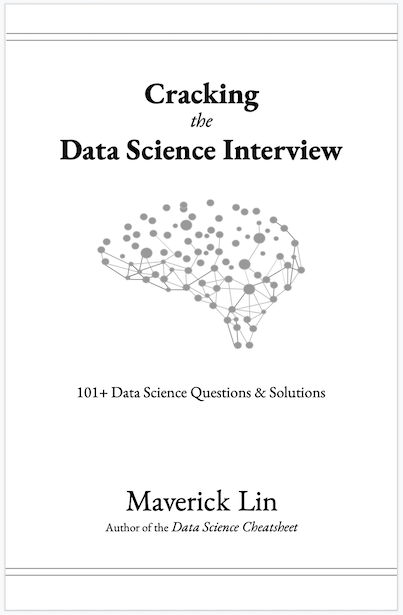 Cracking
the
Data Science Interview
101+ Data Science Questions & Solutions
Maverick Lin
Author of the Data Science Cheatsheet